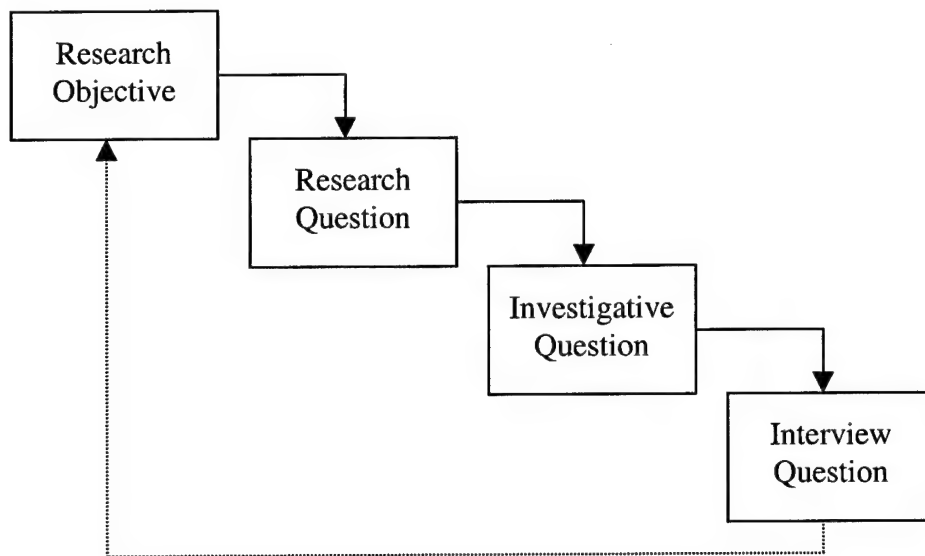 Research
Objective
Research
Question
Investigative
Question
Interview
Question